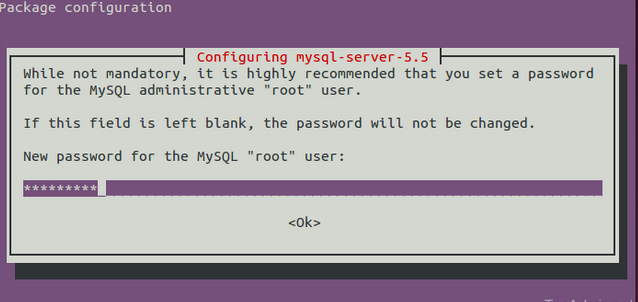 Package configuration
Configuring mysql-server-5.5
While not mandatory, it is highly recommended that you set a password
for the MySQL administrative "root" user.
If this field is left blank, the password will not be changed.
New password for the MySQL "root" user:
*********_
<Ok>